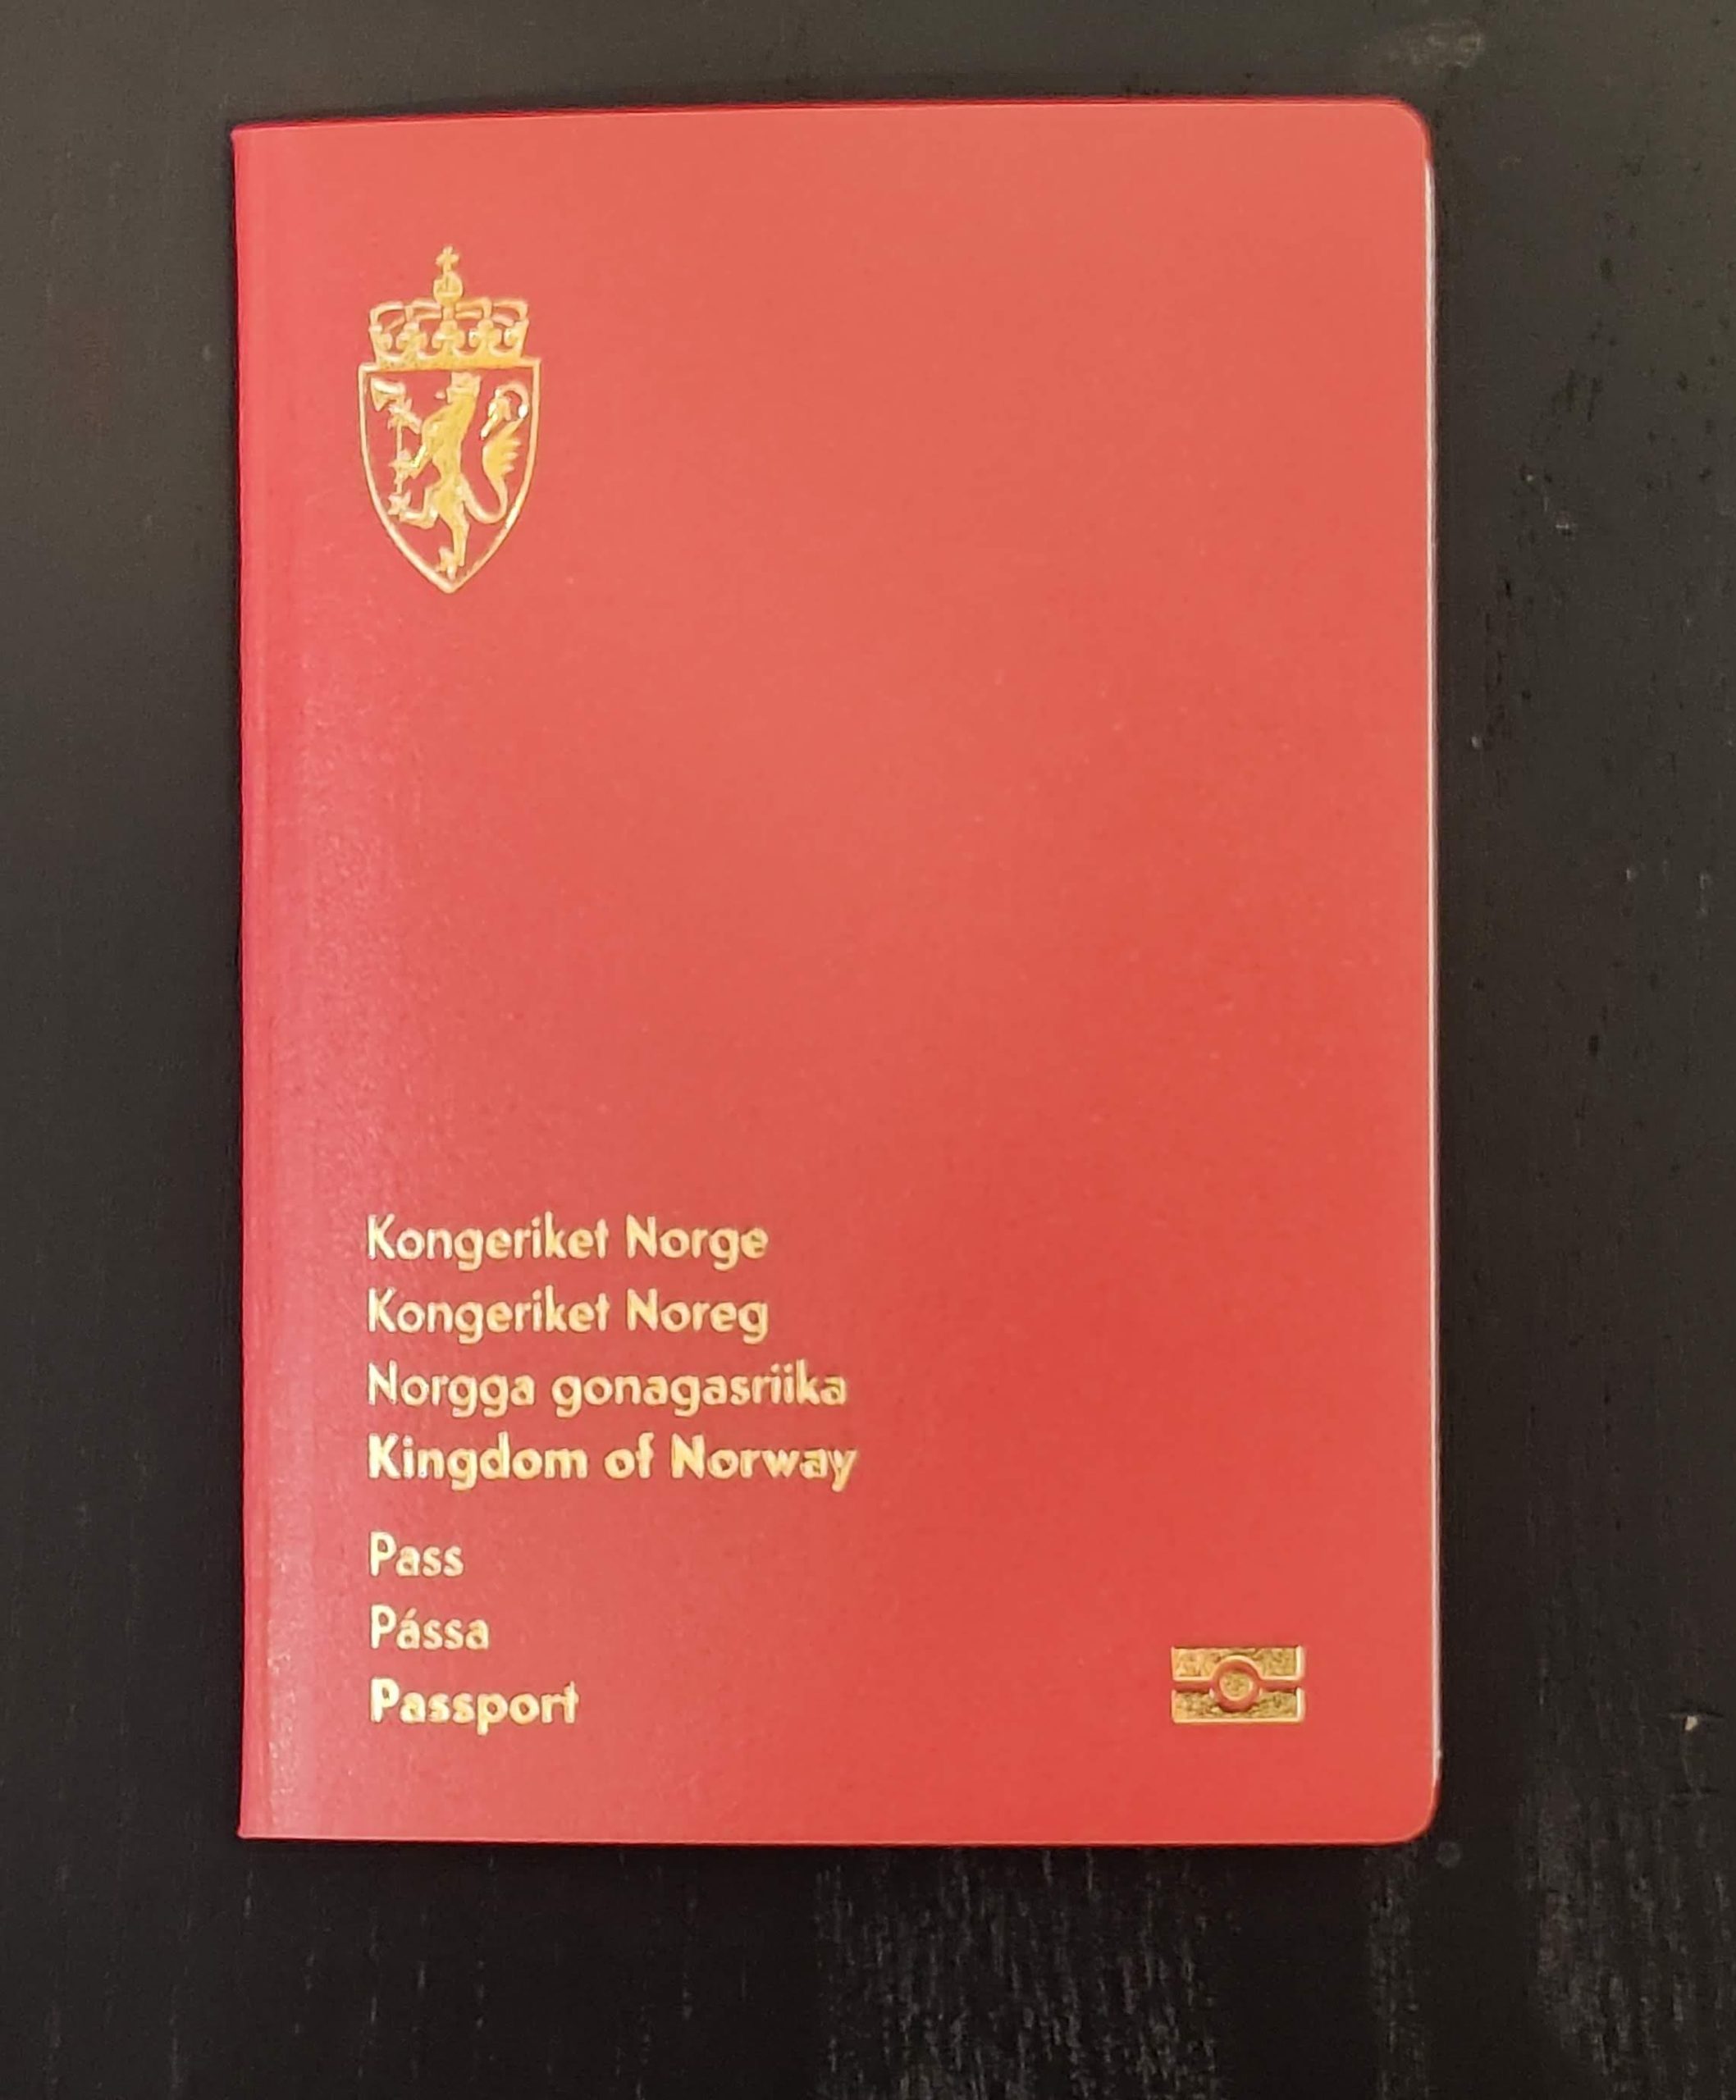 Kongeriket Norge
Kongeriket Noreg
Norgga gonagasriika
Kingdom of Norway
Pass
Pássa
Passport